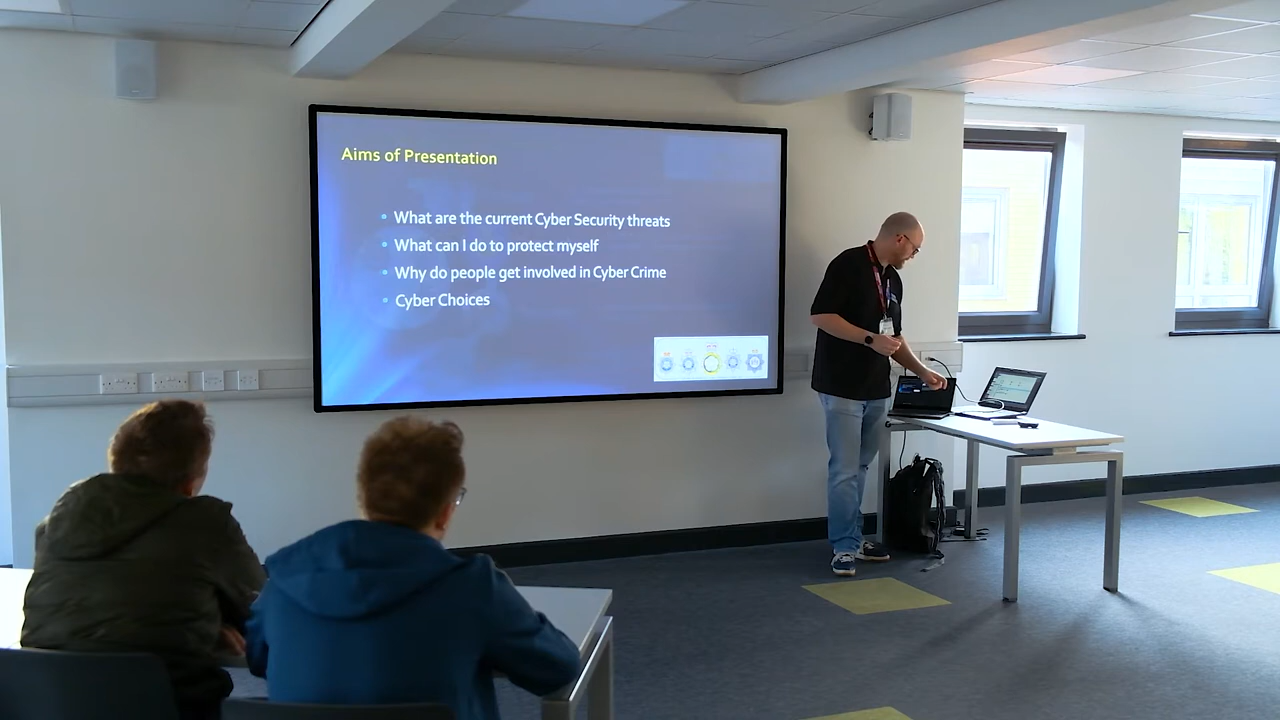 Aims of Presentation
What are the current Cyber Security threats
What can I do to protect myself
Why do people get involved in Cyber Crime
Cyber Choices